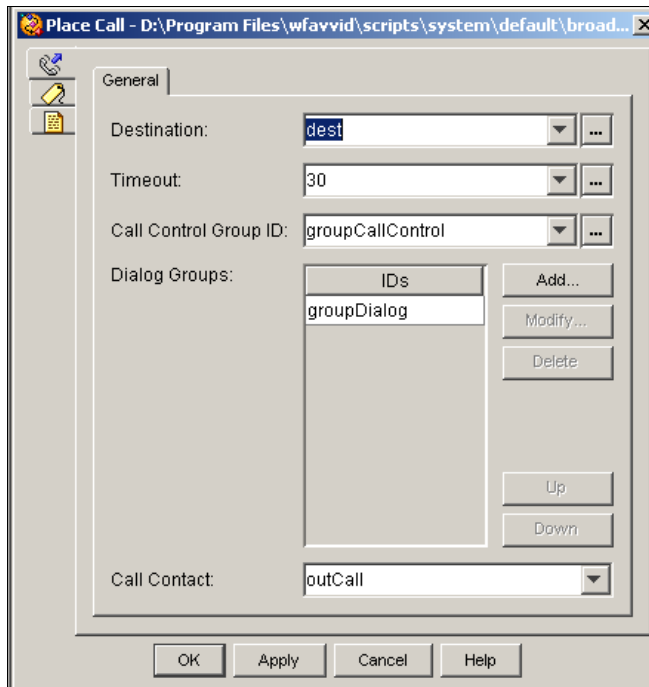 Place Call - D:\Program Files\wfavvid\scripts\system\default\broad...
General
Destination: dest ...
Timeout: 30 ...
Call Control Group ID: groupCallControl ...
Dialog Groups: IDs Add...
groupDialog Modify...
Delete
Up
Down
Call Contact: outCall
OK Apply Cancel Help